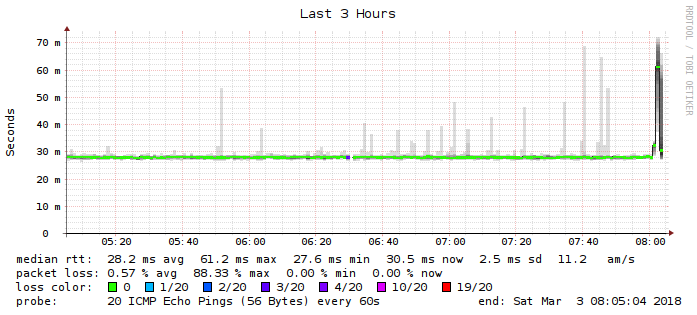 Last 3 Hours
RRDTOOL / TOBI OETIKER
Seconds
70 m
60 m
50 m
40 m
30 m
20 m
10 m
0
05:20 05:40 06:00 06:20 06:40 07:00 07:20 07:40 08:00
median rtt: 28.2 ms avg 61.2 ms max 27.6 ms min 30.5 ms now 2.5 ms sd 11.2 am/s
packet loss: 0.57 % avg 88.33 % max 0.00 % min 0.00 % now
loss color: 0 1/20 2/20 3/20 4/20 10/20 19/20
probe: 20 ICMP Echo Pings (56 Bytes) every 60s end: Sat Mar 3 08:05:04 2018